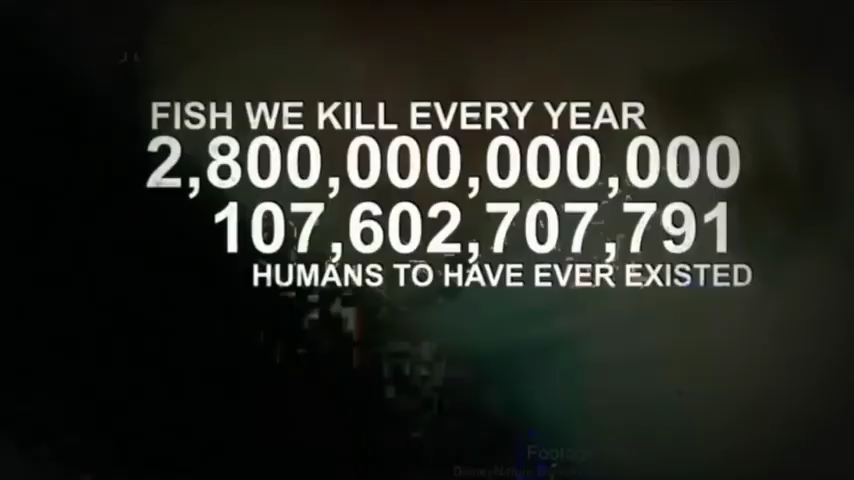 FISH WE KILL EVERY YEAR
2,800,000,000,000
107,602,707,791
HUMANS TO HAVE EVER EXISTED